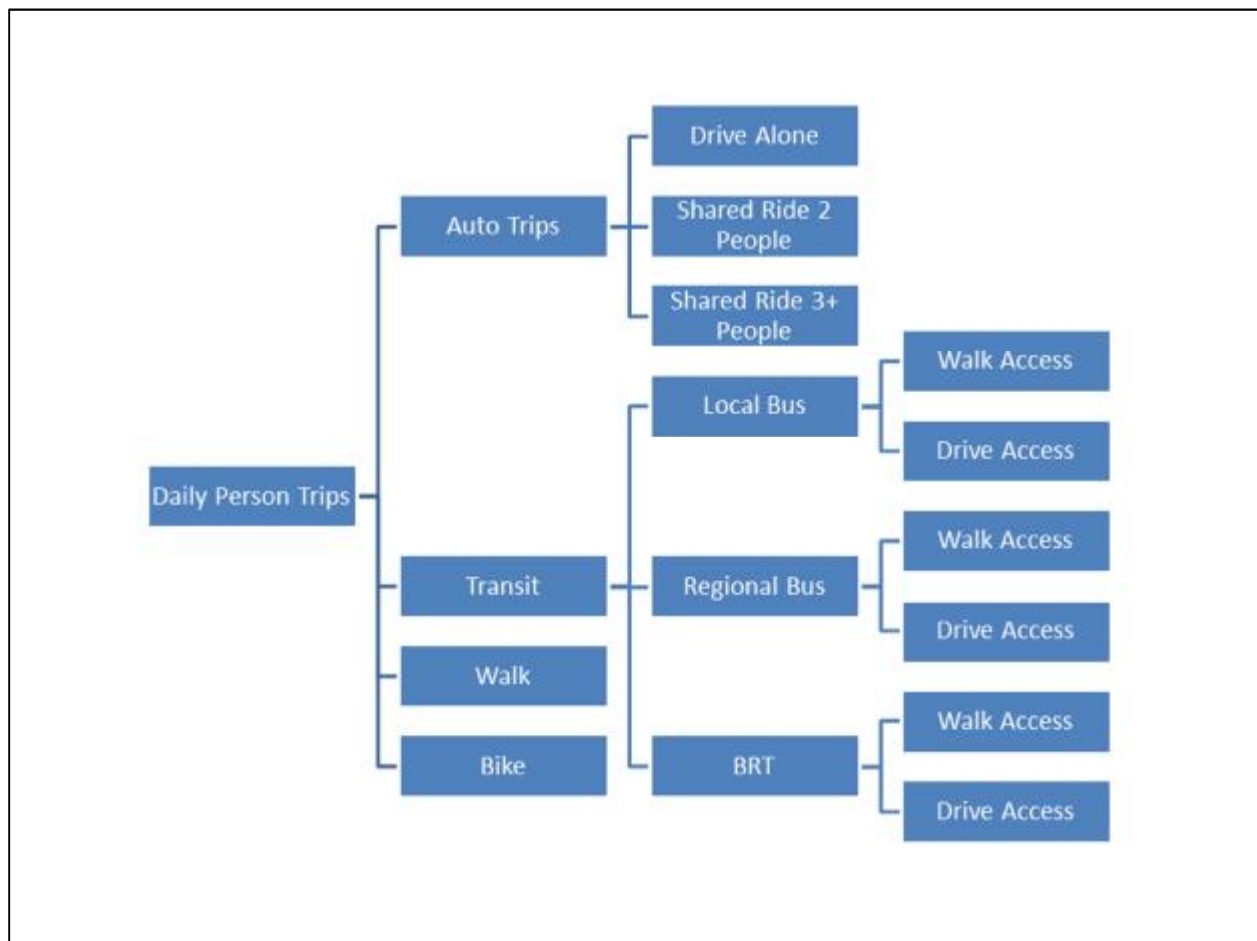 Drive Alone
Auto Trips
Shared Ride 2
People
Shared Ride 3+
People
Walk Access
Local Bus
Drive Access
Daily Person Trips
Walk Access
Transit
Regional Bus
Drive Access
Walk
Walk Access
Bike
BRT
Drive Access